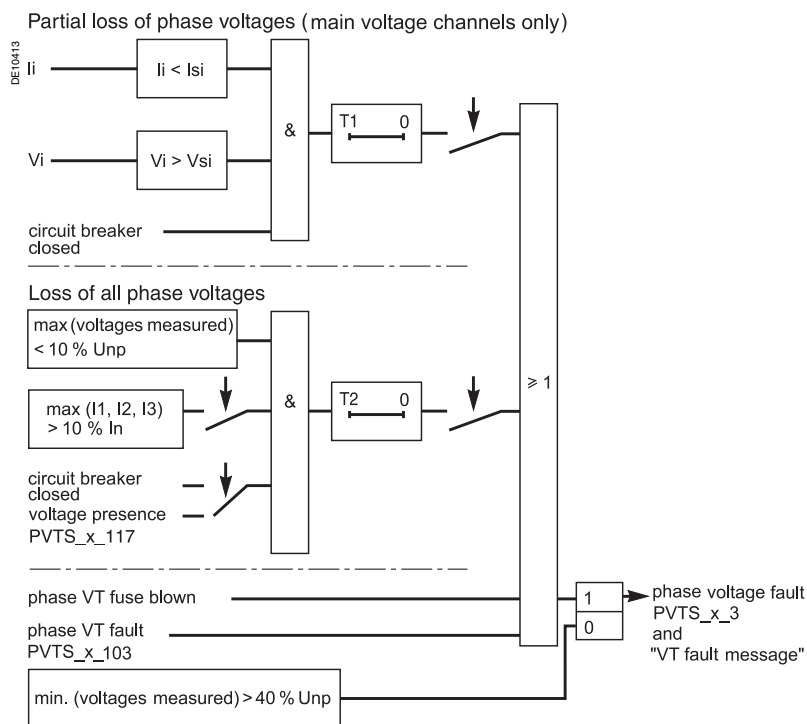 Partial loss of phase voltages (main voltage channels only)
DE10413
Ii
Ii < Isi
&
T1 0
Vi
Vi > Vsi
circuit breaker
closed
Loss of all phase voltages
max (voltages measured)
< 10 % Unp
max (I1, I2, I3)
> 10 % In
&
T2 0
≥ 1
circuit breaker
closed
voltage presence
PVTS_x_117
phase VT fuse blown
phase VT fault
PVTS_x_103
min. (voltages measured) > 40 % Unp
1
0
phase voltage fault
PVTS_x_3
and
"VT fault message"